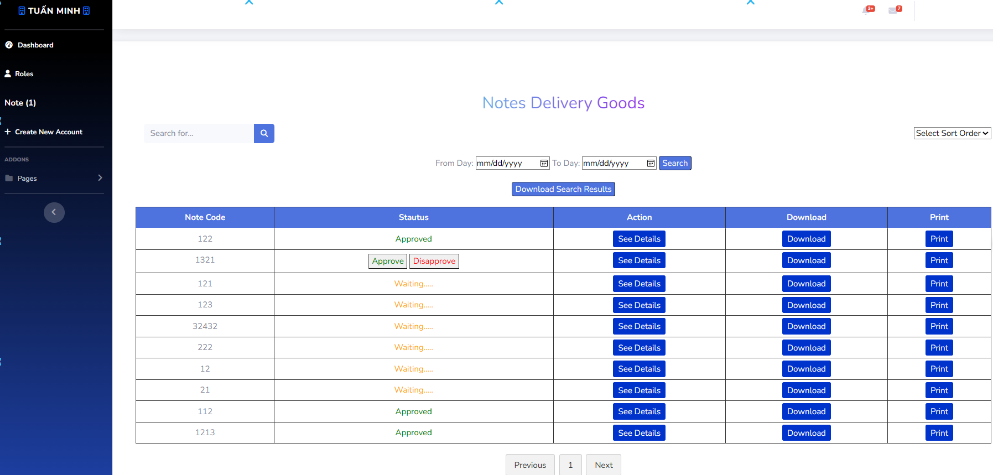 TUẤN MINH
3+
7
Dashboard
Roles
Note (1)
Create New Account
ADDONS
Pages
Notes Delivery Goods
Search for...
Select Sort Order
From Day: mm/dd/yyyy To Day: mm/dd/yyyy Search
Download Search Results
Note Code Stautus Action Download Print
122 Approved See Details Download Print
1321 Approve Disapprove See Details Download Print
121 Waiting..... See Details Download Print
123 Waiting..... See Details Download Print
32432 Waiting..... See Details Download Print
222 Waiting..... See Details Download Print
12 Waiting..... See Details Download Print
21 Waiting..... See Details Download Print
112 Approved See Details Download Print
1213 Approved See Details Download Print
Previous 1 Next